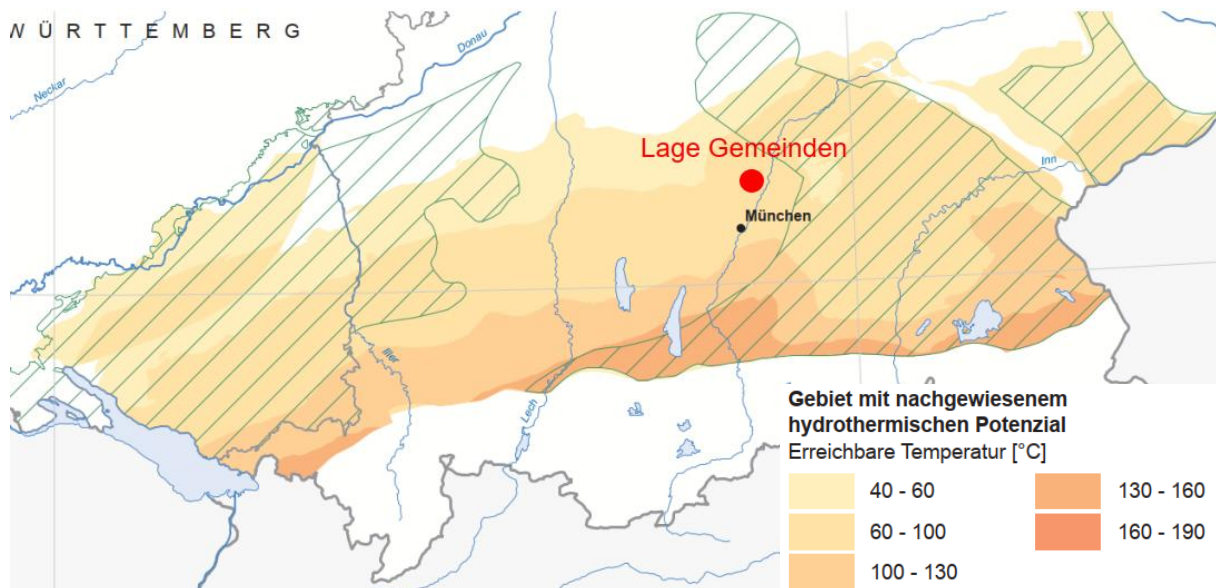 WÜRTTEMBERG
Donau
Neckar
Lage Gemeinden
Inn
München
Iller
Lech
Gebiet mit nachgewiesenem
hydrothermischen Potenzial
Erreichbare Temperatur [°C]
40 - 60
130 - 160
60 - 100
160 - 190
100 - 130